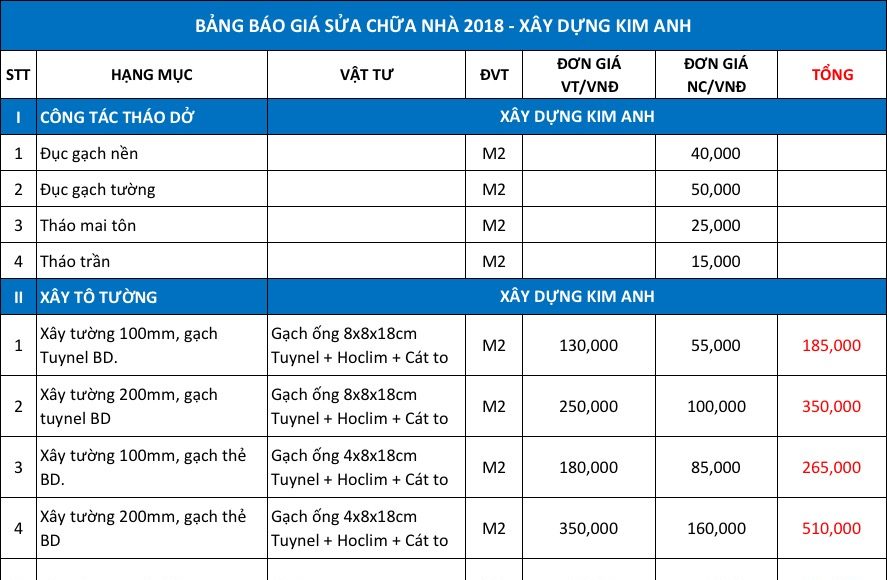 BẢNG BÁO GIÁ SỬA CHỮA NHÀ 2018 - XÂY DỰNG KIM ANH
STT HẠNG MỤC VẬT TƯ ĐVT ĐƠN GIÁ VT/VNĐ ĐƠN GIÁ NC/VNĐ TỔNG
I CÔNG TÁC THÁO DỞ XÂY DỰNG KIM ANH
1 Đục gạch nền M2 40,000
2 Đục gạch tường M2 50,000
3 Tháo mai tôn M2 25,000
4 Tháo trần M2 15,000
II XÂY TÔ TƯỜNG XÂY DỰNG KIM ANH
1 Xây tường 100mm, gạch Tuynel BD. Gạch ống 8x8x18cm Tuynel + Hoclim + Cát to M2 130,000 55,000 185,000
2 Xây tường 200mm, gạch tuynel BD Gạch ống 8x8x18cm Tuynel + Hoclim + Cát to M2 250,000 100,000 350,000
3 Xây tường 100mm, gạch thẻ BD. Gạch ống 4x8x18cm Tuynel + Hoclim + Cát to M2 180,000 85,000 265,000
4 Xây tường 200mm, gạch thẻ BD Gạch ống 4x8x18cm Tuynel + Hoclim + Cát to M2 350,000 160,000 510,000